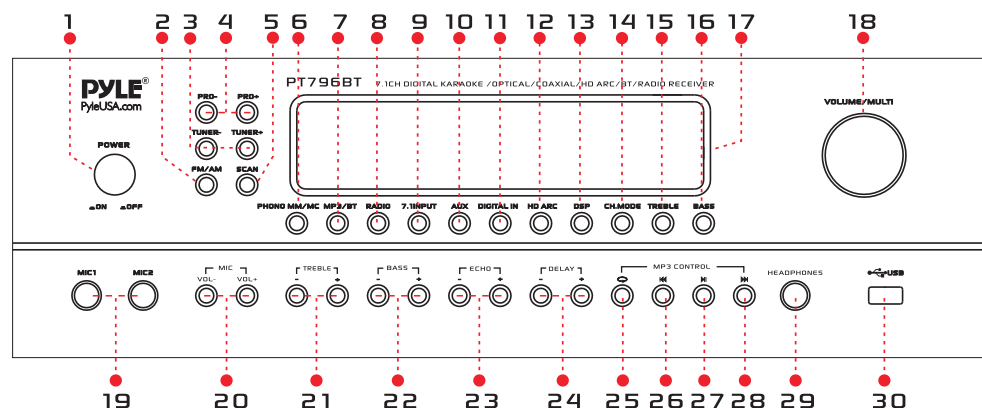 1 2 3 4 5 6 7 8 9 10 11 12 13 14 15 16 17 18
PYLE®
PyleUSA.com
PT796BT 7.1CH DIGITAL KARAOKE /OPTICAL/COAXIAL/HD ARC/BT/RADIO RECEIVER
PRO- PRO+
VOLUME/MULTI
TUNER- TUNER+
POWER
FM/AM SCAN
ON OFF
PHONO MM/MC MP3/BT RADIO 7.1INPUT AUX DIGITAL IN HD ARC DSP CH.MODE TREBLE BASS
MIC1 MIC2 MIC TREBLE BASS ECHO DELAY MP3 CONTROL HEADPHONES USB
VOL- VOL+ - + - + - + - +
19 20 21 22 23 24 25 26 27 28 29 30